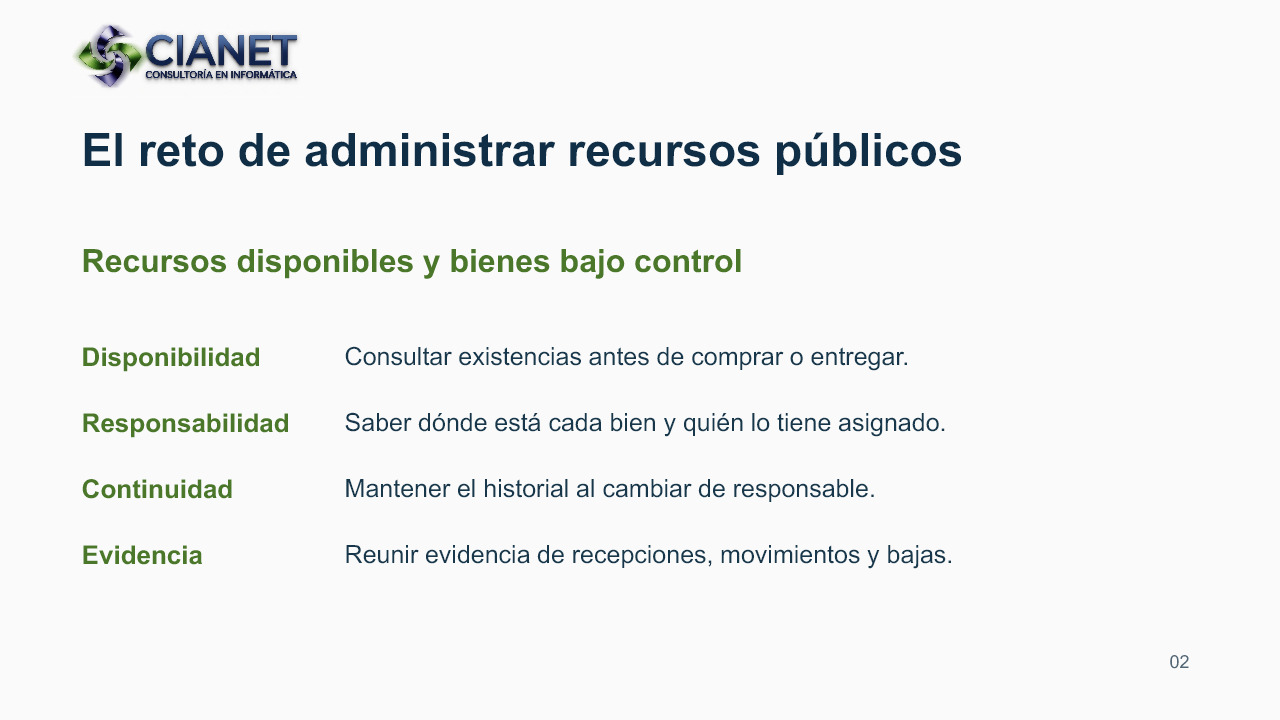 CIANET
CONSULTORÍA EN INFORMÁTICA
El reto de administrar recursos públicos
Recursos disponibles y bienes bajo control
Disponibilidad Consultar existencias antes de comprar o entregar.
Responsabilidad Saber dónde está cada bien y quién lo tiene asignado.
Continuidad Mantener el historial al cambiar de responsable.
Evidencia Reunir evidencia de recepciones, movimientos y bajas.
02